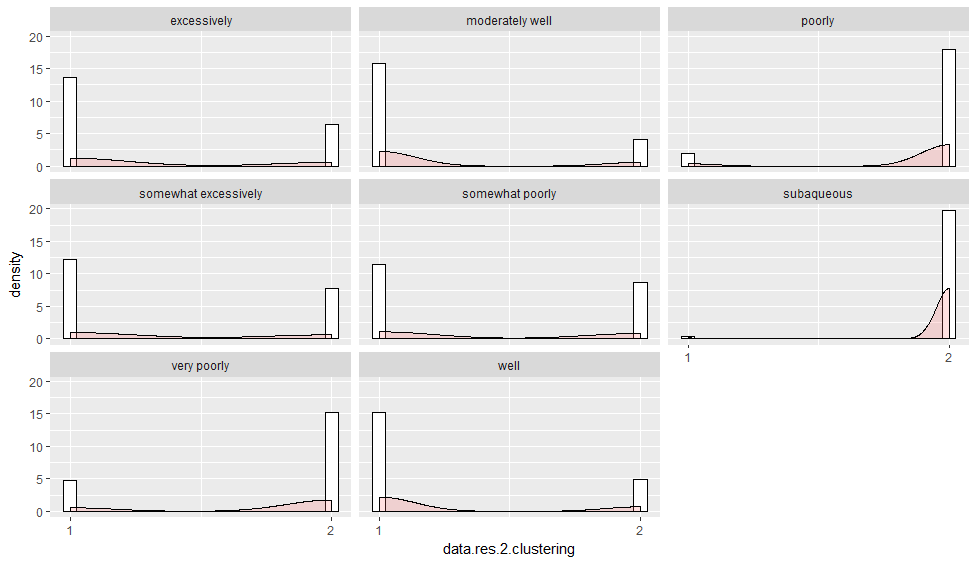 excessively
moderately well
poorly
20
15
10
5
0
somewhat excessively
somewhat poorly
subaqueous
20
15
10
5
0
1
2
very poorly
well
20
15
10
5
0
1
2
1
2
density
data.res.2.clustering